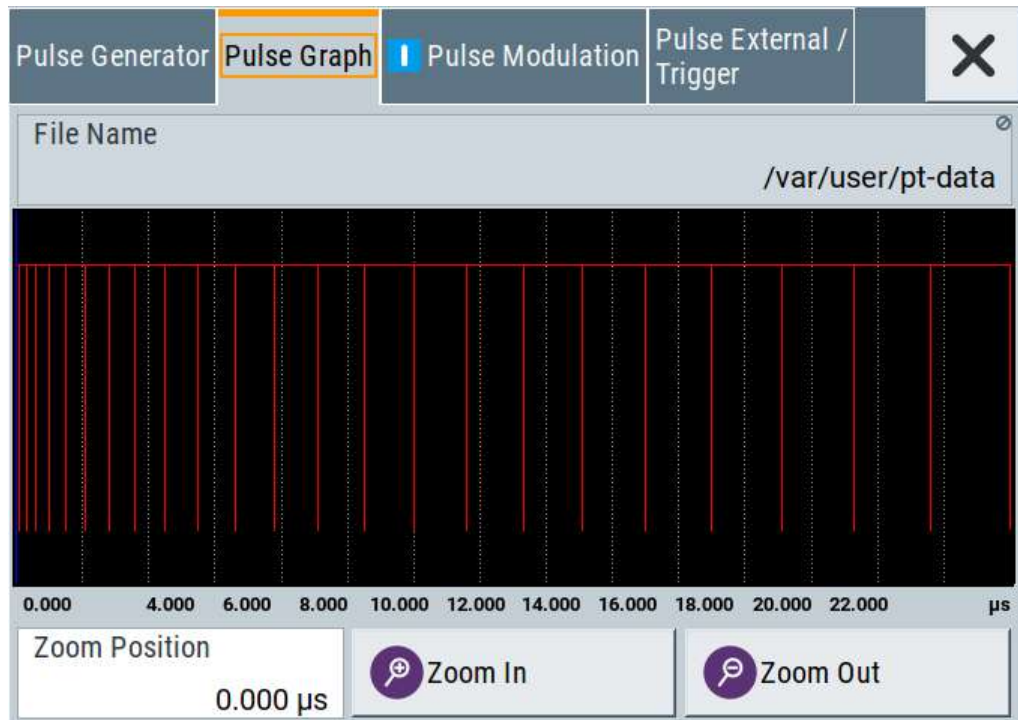 Pulse Generator
Pulse Graph
Pulse Modulation
Pulse External /
Trigger
File Name
/var/user/pt-data
0.000 4.000 6.000 8.000 10.000 12.000 14.000 16.000 18.000 20.000 22.000 µs
Zoom Position
0.000 µs
Zoom In
Zoom Out